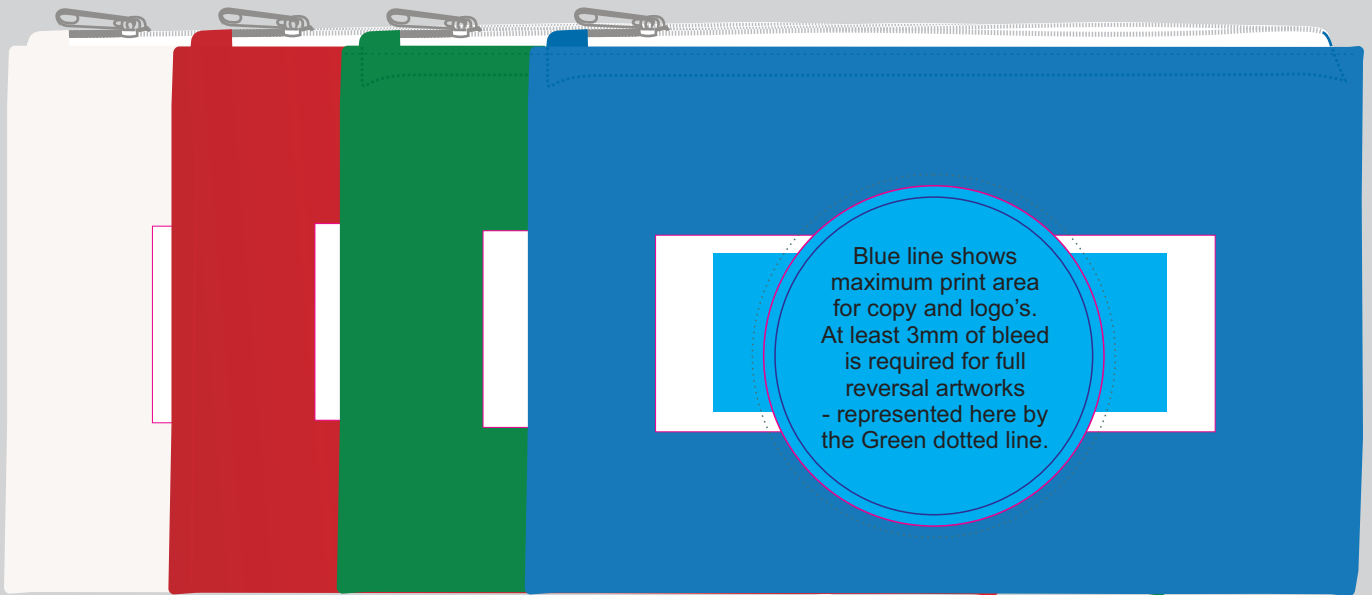 Blue line shows
maximum print area
for copy and logo’s.
At least 3mm of bleed
is required for full
reversal artworks
- represented here by
the Green dotted line.